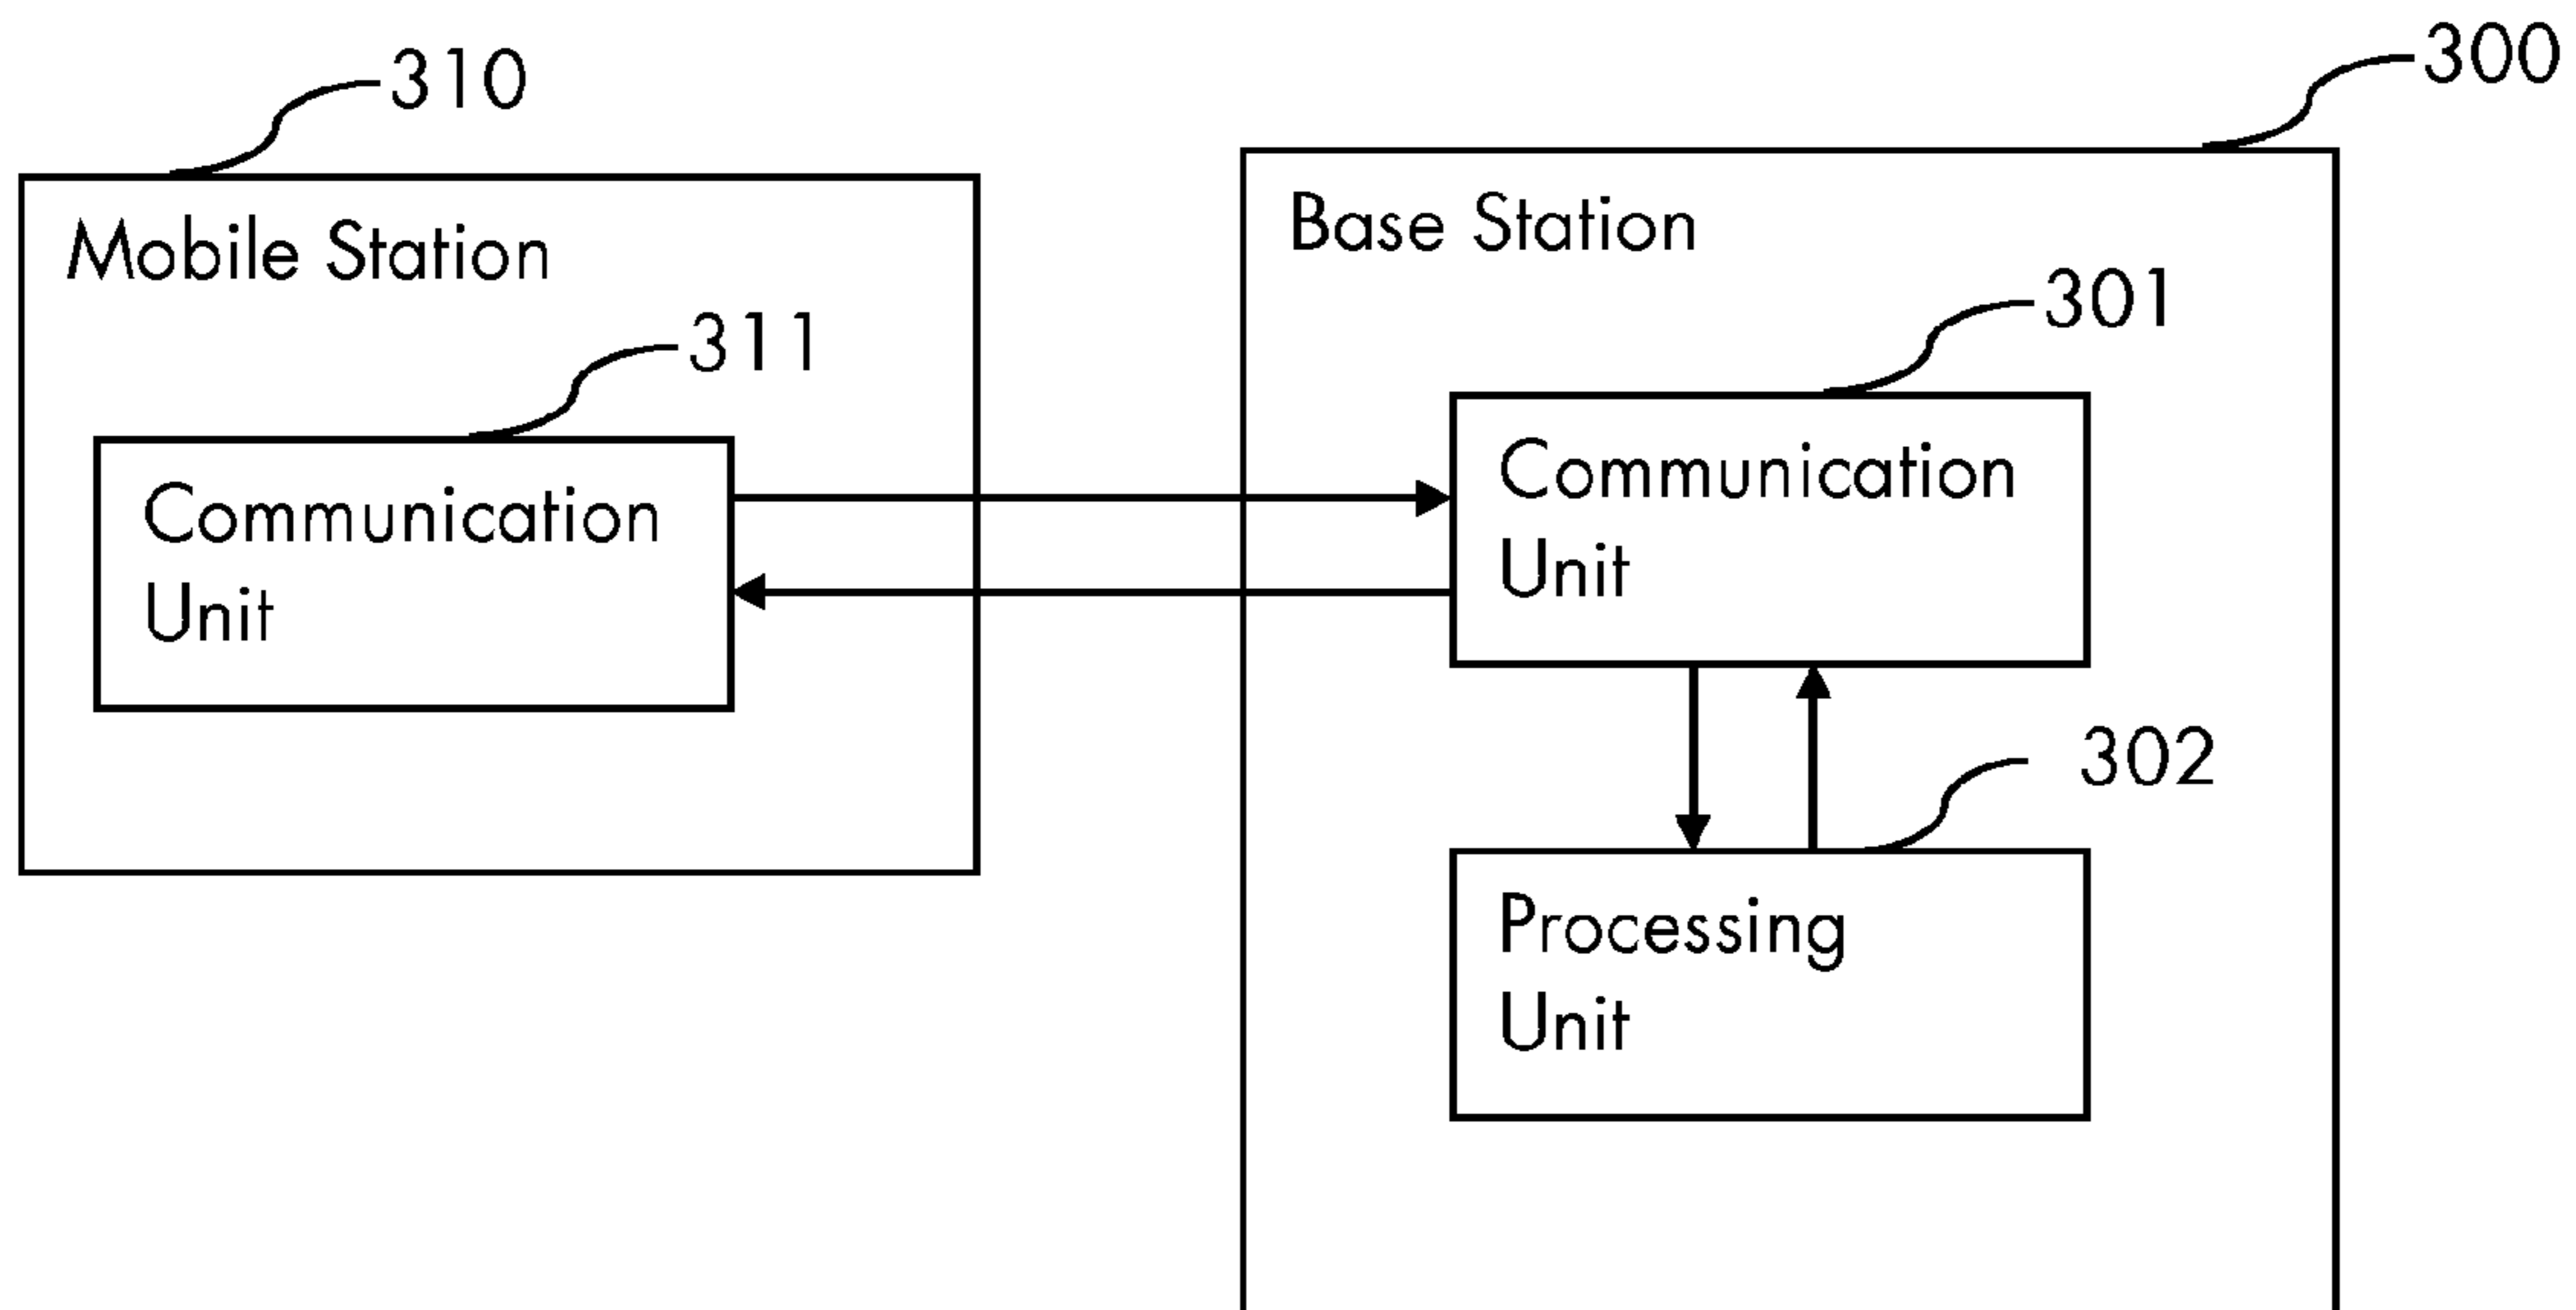 310
300
Mobile Station
Base Station
311
301
Communication
Unit
Communication
Unit
302
Processing
Unit